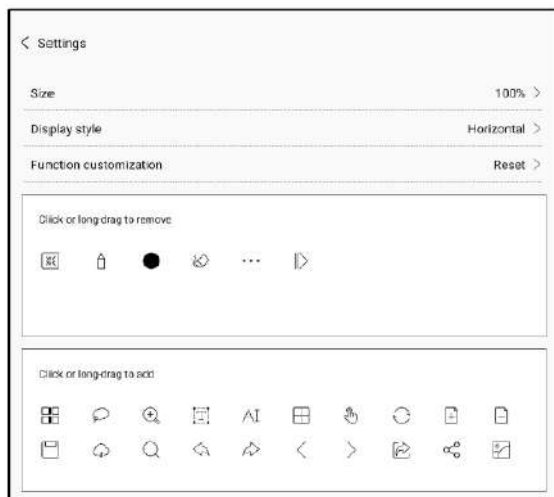 Settings
Size 100%
Display style Horizontal
Function customization Reset
Click or long-drag to remove
Click or long-drag to add
AI